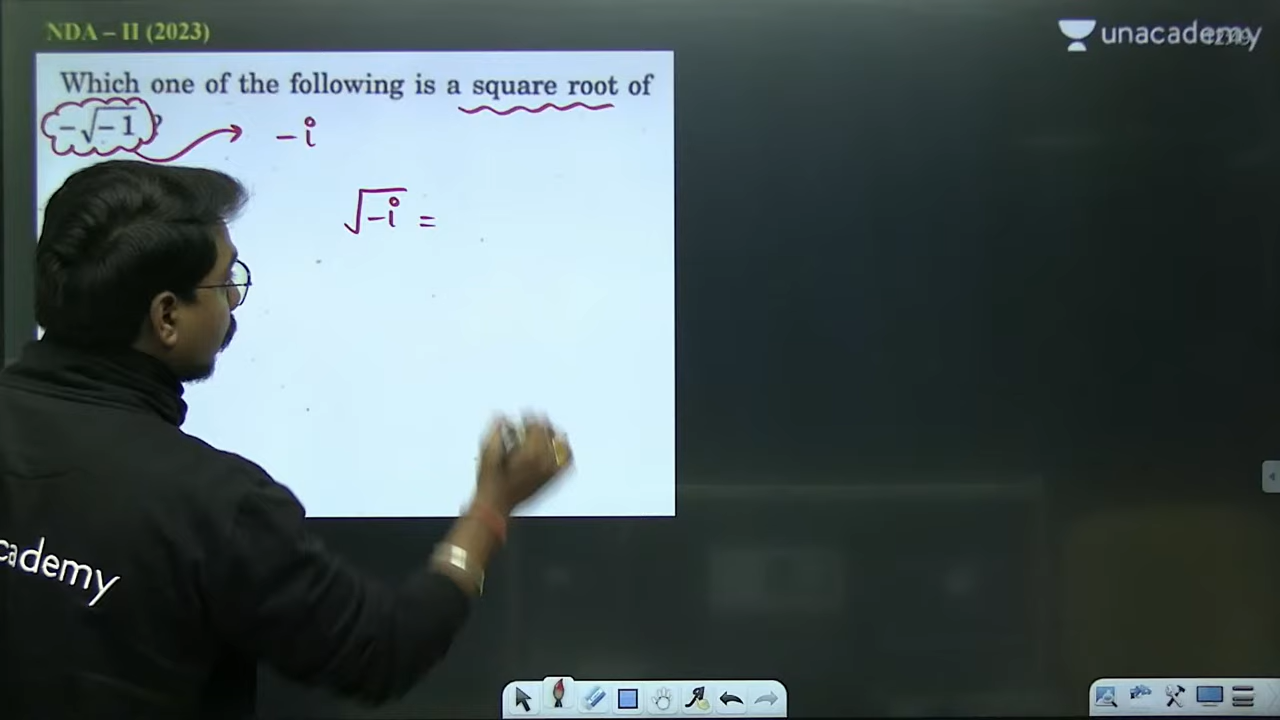 NDA – II (2023)
unacademy
Which one of the following is a square root of
–√–1 ?
– i
√–i =
cademy